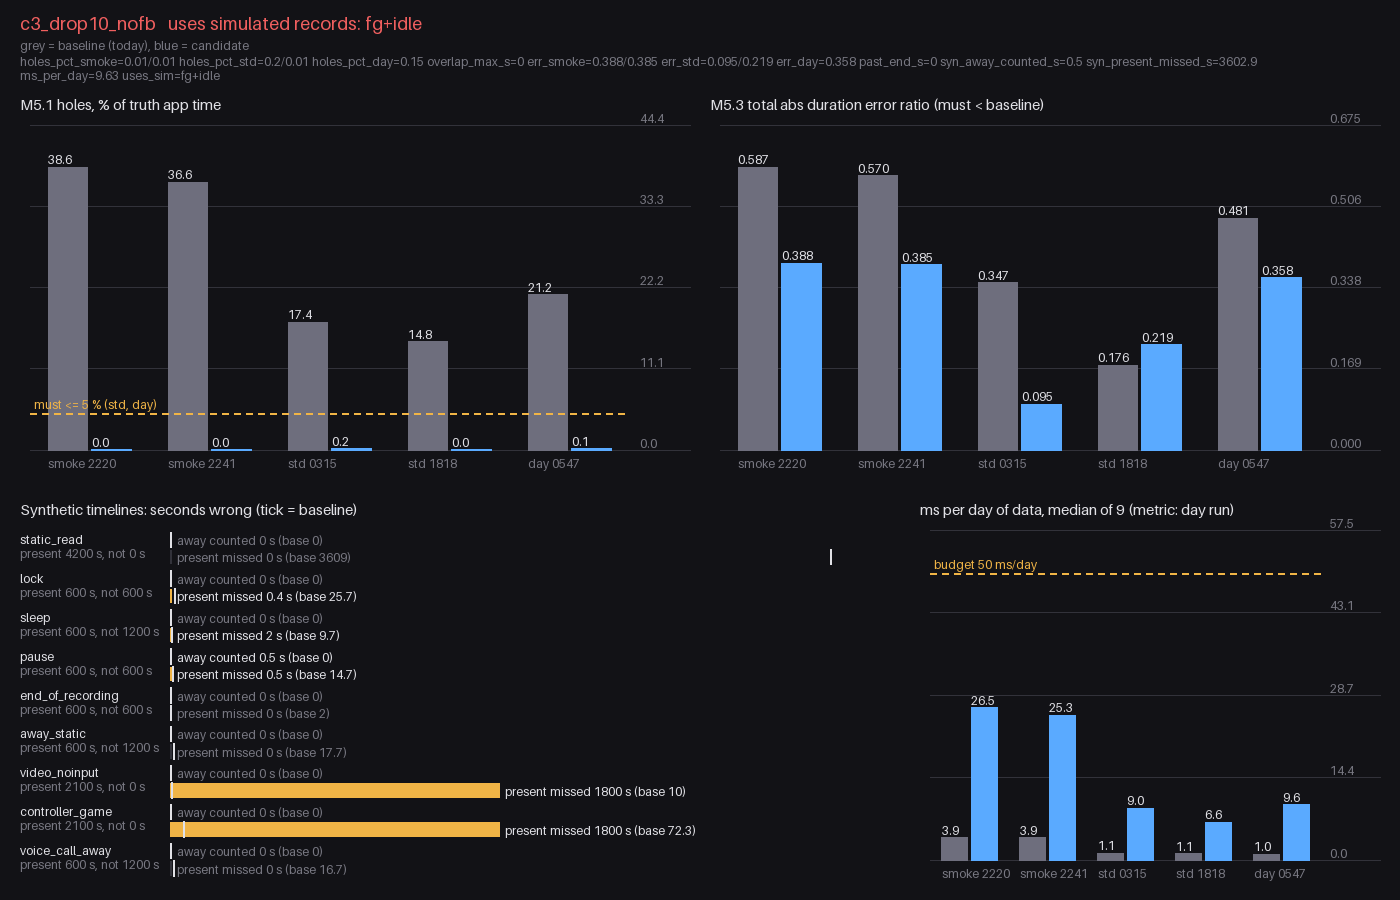 c3_drop10_nofb uses simulated records: fg+idle
grey = baseline (today), blue = candidate
holes_pct_smoke=0.01/0.01 holes_pct_std=0.2/0.01 holes_pct_day=0.15 overlap_max_s=0 err_smoke=0.388/0.385 err_std=0.095/0.219 err_day=0.358 past_end_s=0 syn_away_counted_s=0.5 syn_present_missed_s=3602.9
ms_per_day=9.63 uses_sim=fg+idle
M5.1 holes, % of truth app time
44.4
38.6
36.6
33.3
22.2
21.2
17.4
14.8
11.1
must <= 5 % (std, day)
0.0
0.0
0.2
0.0
0.1
0.0
smoke 2220
smoke 2241
std 0315
std 1818
day 0547
M5.3 total abs duration error ratio (must < baseline)
0.675
0.587
0.570
0.506
0.481
0.388
0.385
0.347
0.338
0.358
0.176
0.219
0.169
0.095
0.000
smoke 2220
smoke 2241
std 0315
std 1818
day 0547
Synthetic timelines: seconds wrong (tick = baseline)
static_read
present 4200 s, not 0 s
away counted 0 s (base 0)
present missed 0 s (base 3609)
lock
present 600 s, not 600 s
away counted 0 s (base 0)
present missed 0.4 s (base 25.7)
sleep
present 600 s, not 1200 s
away counted 0 s (base 0)
present missed 2 s (base 9.7)
pause
present 600 s, not 600 s
away counted 0.5 s (base 0)
present missed 0.5 s (base 14.7)
end_of_recording
present 600 s, not 600 s
away counted 0 s (base 0)
present missed 0 s (base 2)
away_static
present 600 s, not 1200 s
away counted 0 s (base 0)
present missed 0 s (base 17.7)
video_noinput
present 2100 s, not 0 s
away counted 0 s (base 0)
present missed 1800 s (base 10)
controller_game
present 2100 s, not 0 s
away counted 0 s (base 0)
present missed 1800 s (base 72.3)
voice_call_away
present 600 s, not 1200 s
away counted 0 s (base 0)
present missed 0 s (base 16.7)
ms per day of data, median of 9 (metric: day run)
57.5
budget 50 ms/day
43.1
28.7
26.5
25.3
14.4
3.9
3.9
1.1
9.0
1.1
6.6
1.0
9.6
0.0
smoke 2220
smoke 2241
std 0315
std 1818
day 0547